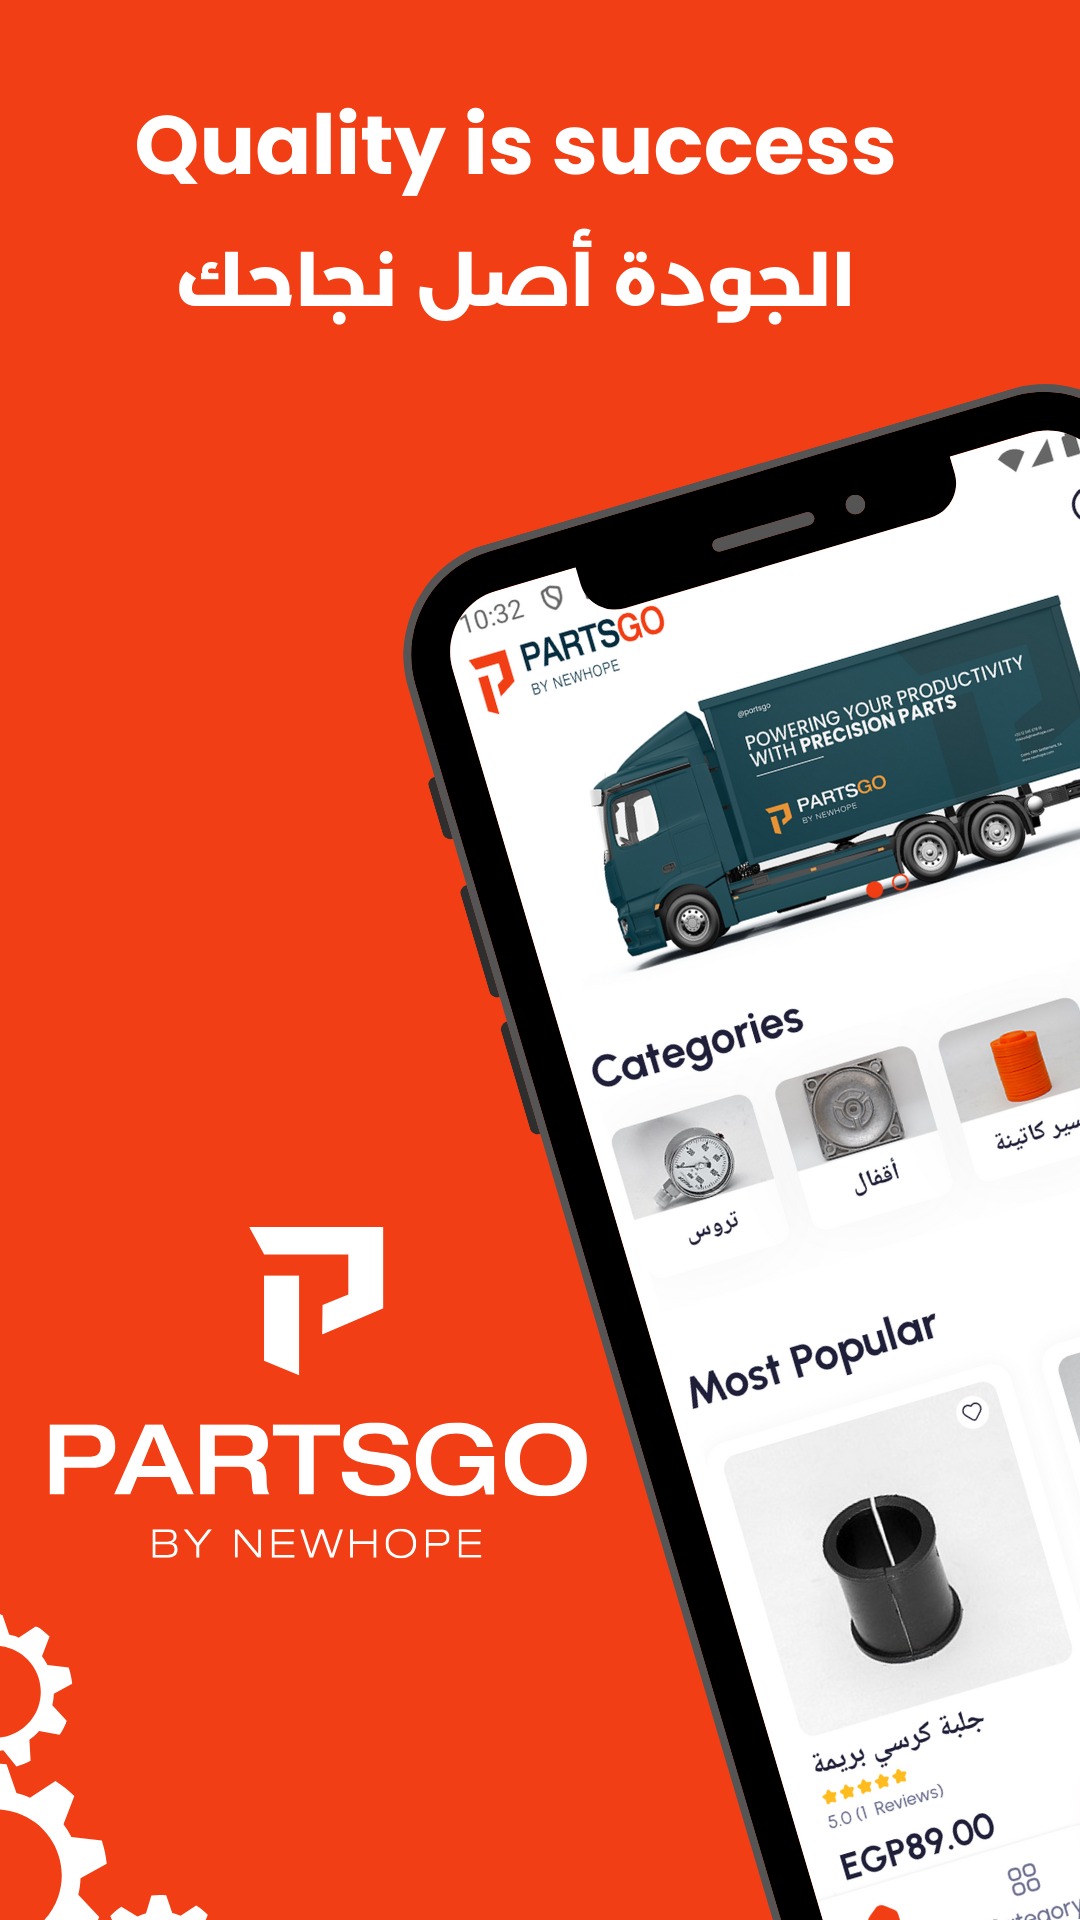 Quality is success
الجودة أصل نجاحك
10:32
PARTSGO
BY NEWHOPE
@partsgo
POWERING YOUR PRODUCTIVITY
WITH PRECISION PARTS
PARTSGO
BY NEWHOPE
Categories
تروس
أقفال
سير كاتينة
Most Popular
جلبة كرسي بريمة
5.0 (1 Reviews)
EGP89.00
PARTSGO
BY NEWHOPE